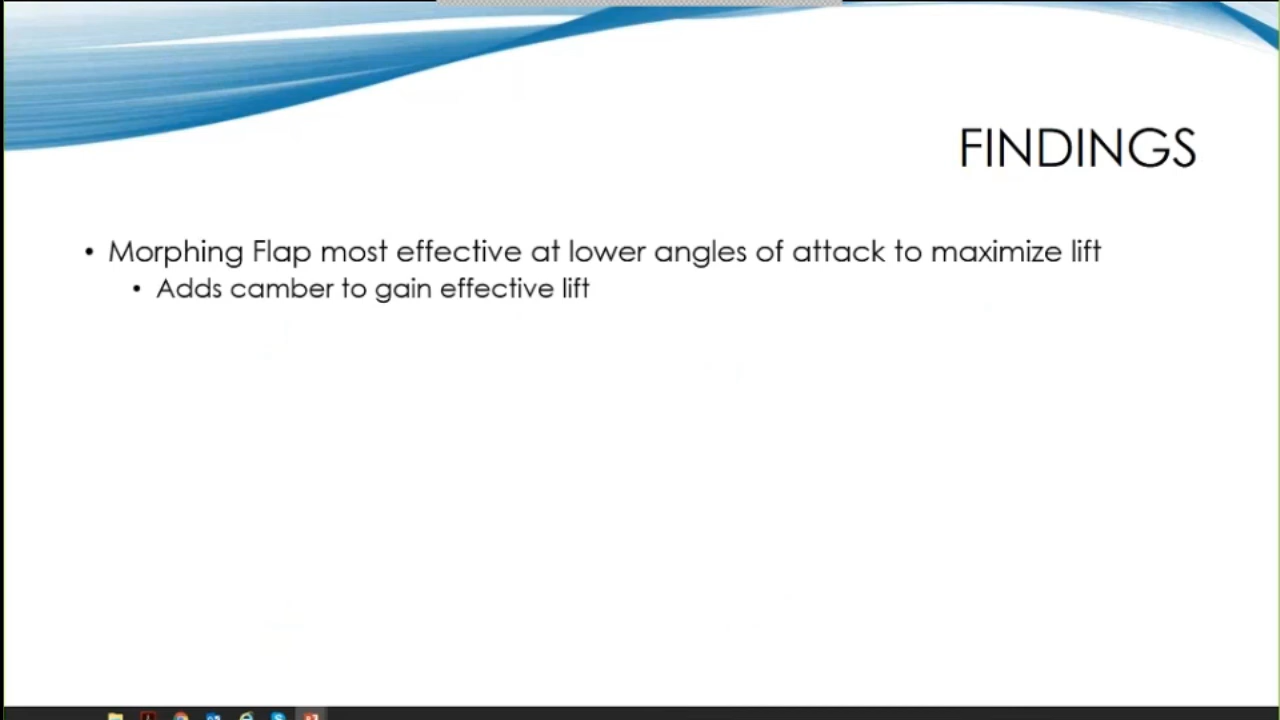 FINDINGS
• Morphing Flap most effective at lower angles of attack to maximize lift
• Adds camber to gain effective lift